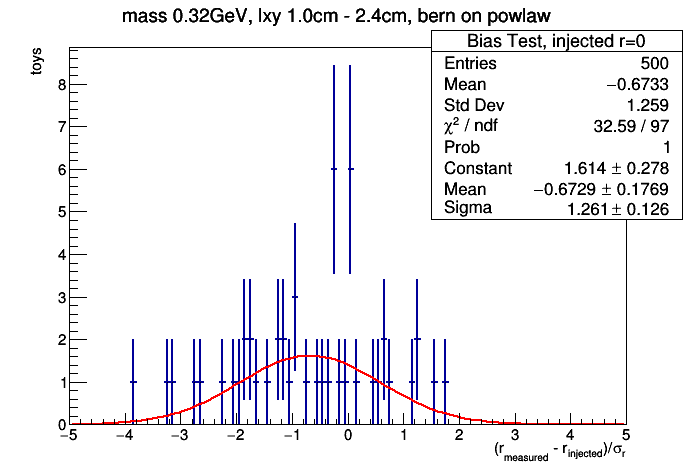 mass 0.32GeV, lxy 1.0cm - 2.4cm, bern on powlaw
Bias Test, injected r=0
Entries 500
Mean −0.6733
Std Dev 1.259
χ² / ndf 32.59 / 97
Prob 1
Constant 1.614 ± 0.278
Mean −0.6729 ± 0.1769
Sigma 1.261 ± 0.126
toys
8
7
6
5
4
3
2
1
0
−5 −4 −3 −2 −1 0 1 2 3 4 5
(r_measured - r_injected)/σ_r